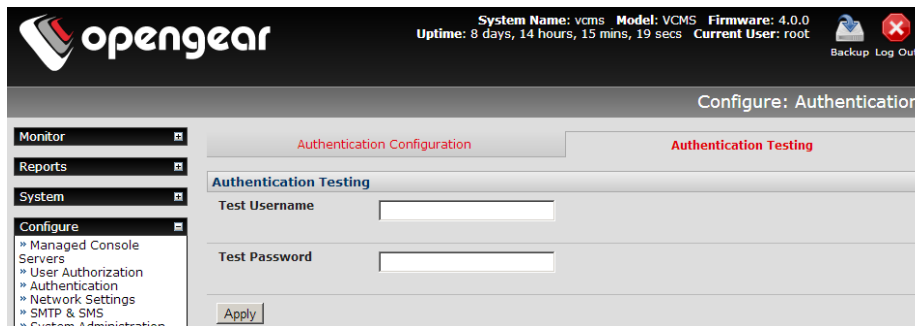 opengear
System Name: vcms Model: VCMS Firmware: 4.0.0
Uptime: 8 days, 14 hours, 15 mins, 19 secs Current User: root
Backup Log Out
Configure: Authentication
Monitor
Reports
System
Configure
» Managed Console
Servers
» User Authorization
» Authentication
» Network Settings
» SMTP & SMS
» System Administration
Authentication Configuration
Authentication Testing
Authentication Testing
Test Username
Test Password
Apply